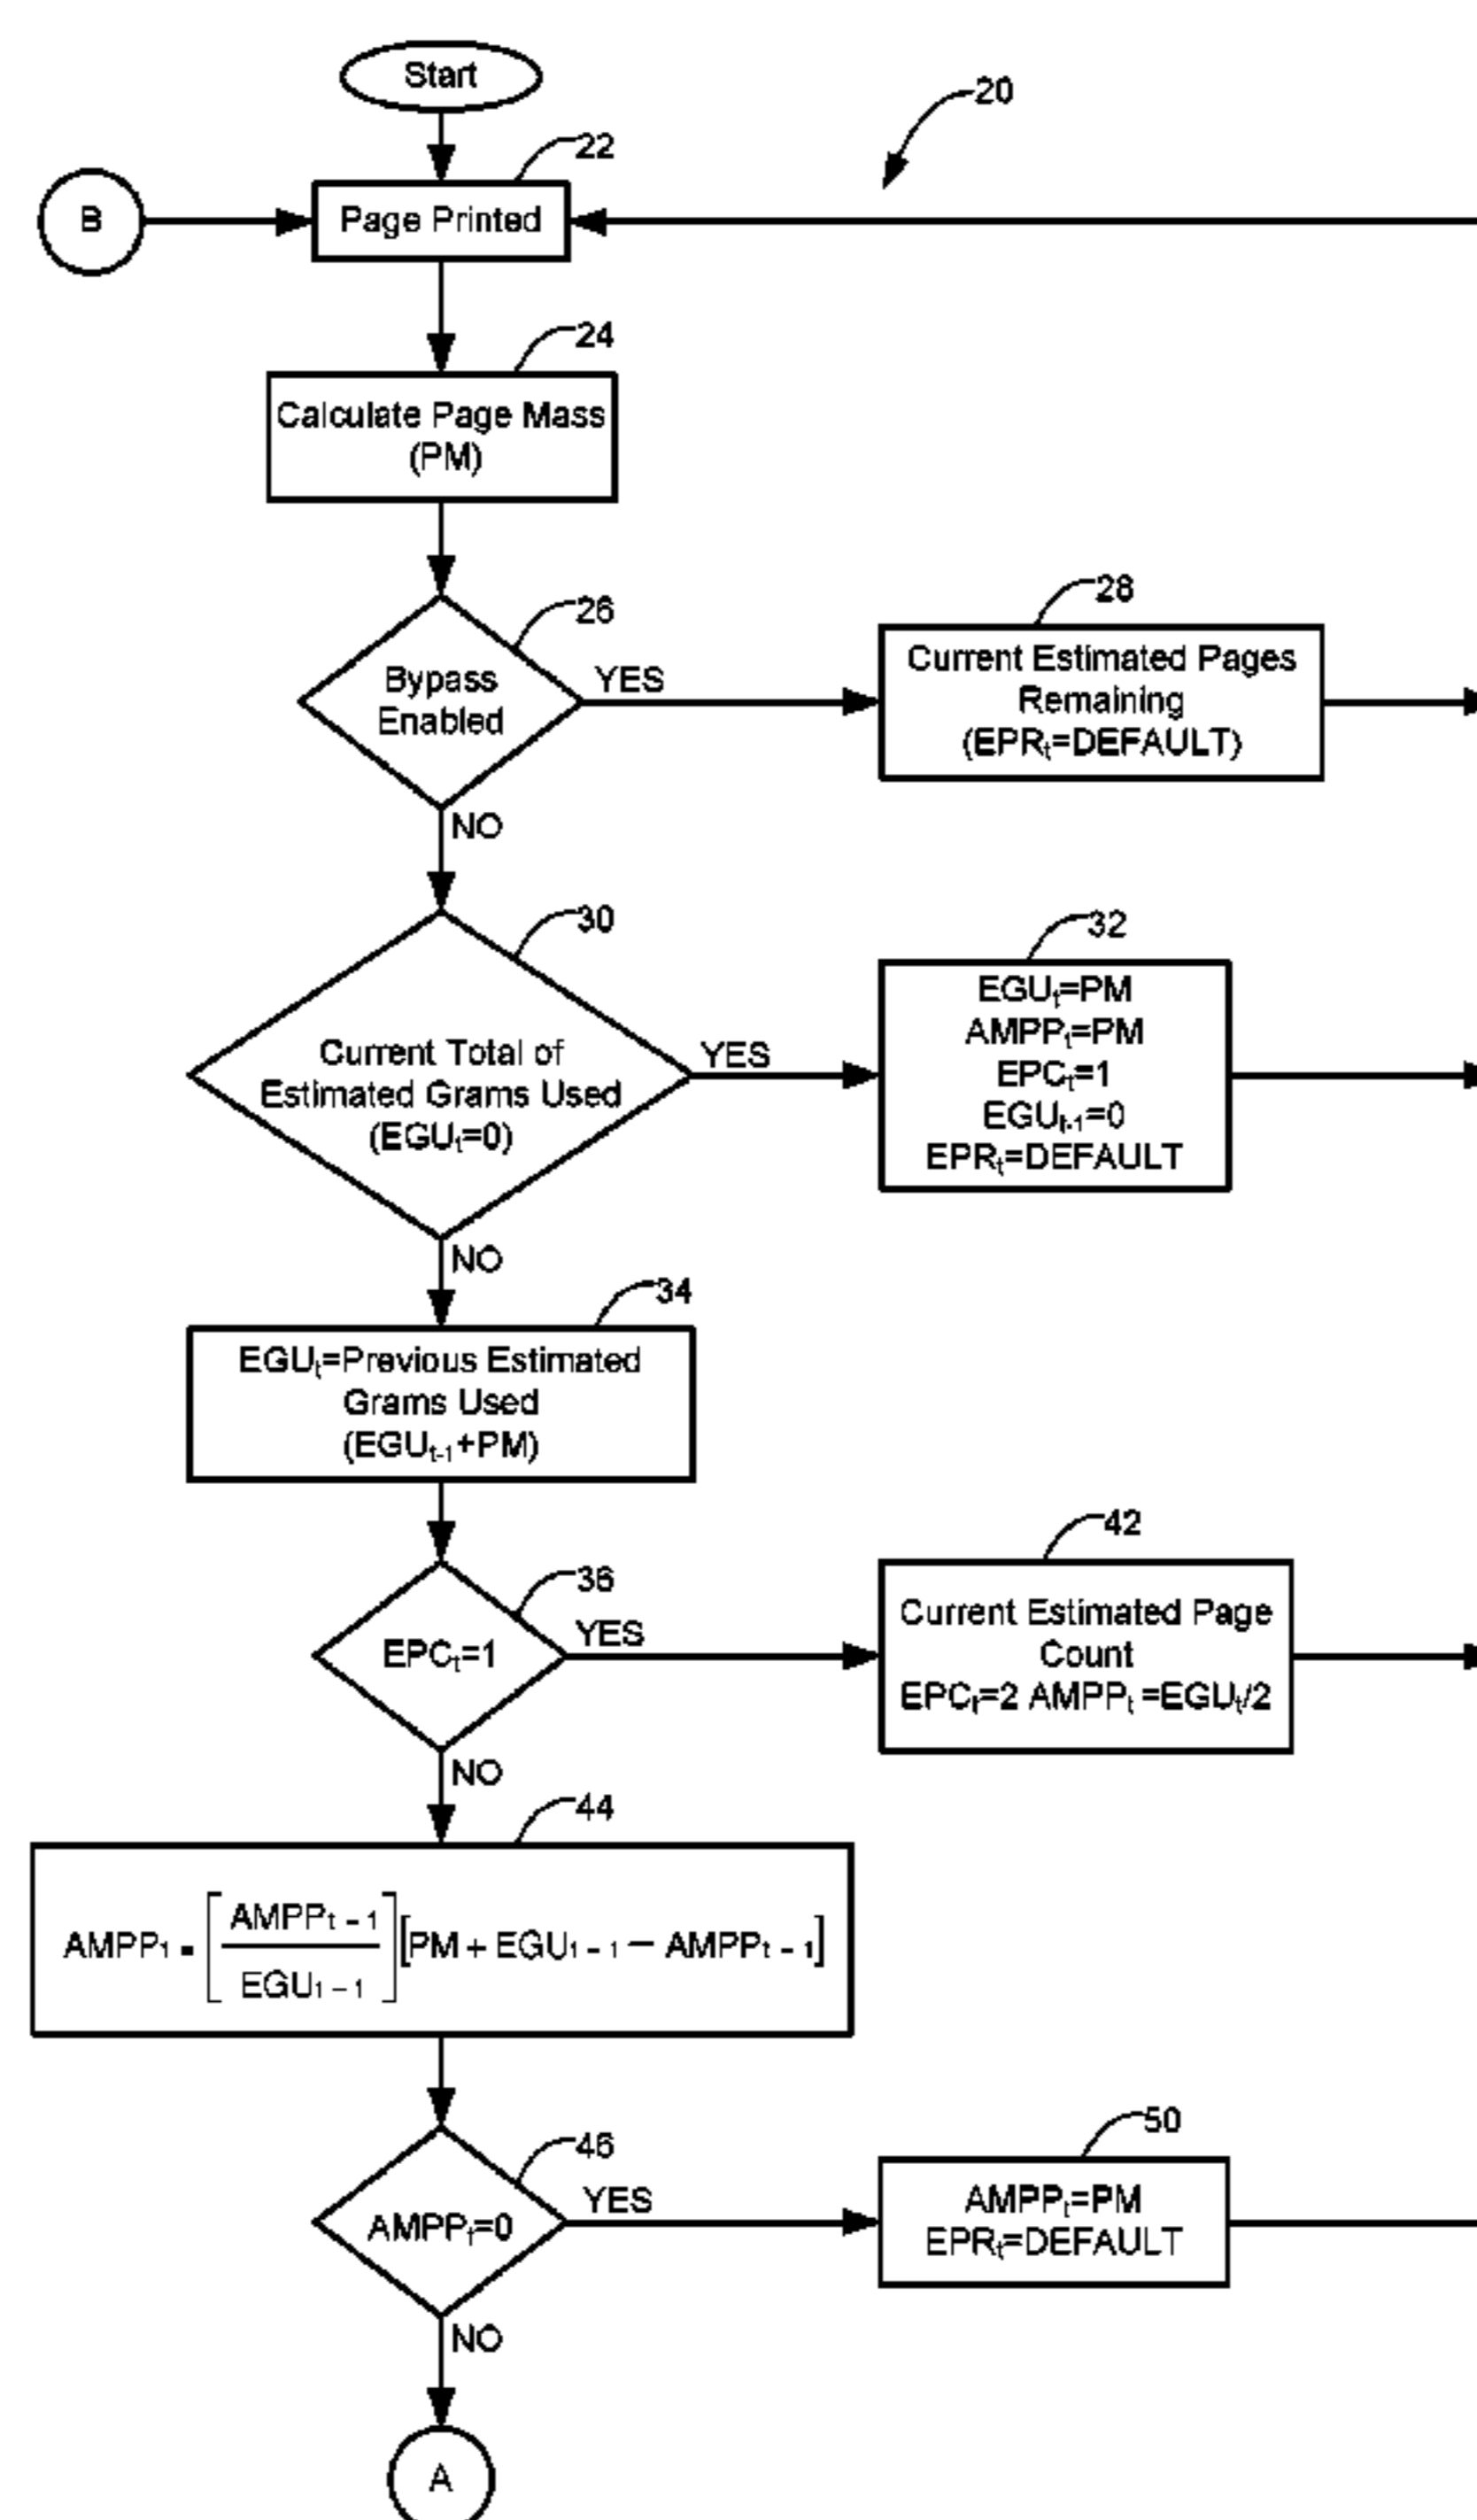 Start
20
22
B
Page Printed
24
Calculate Page Mass
(PM)
26
Bypass
Enabled
YES
NO
28
Current Estimated Pages
Remaining
(EPRₜ=DEFAULT)
30
Current Total of
Estimated Grams Used
(EGUₜ=0)
YES
NO
32
EGUₜ=PM
AMPPₜ=PM
EPCₜ=1
EGUₜ₋₁=0
EPRₜ=DEFAULT
34
EGUₜ=Previous Estimated
Grams Used
(EGUₜ₋₁+PM)
36
EPCₜ=1
YES
NO
42
Current Estimated Page
Count
EPCₜ=2 AMPPₜ =EGUₜ/2
44
AMPP₁ = [AMPPₜ₋₁ / EGU₁₋₁] [PM + EGU₁₋₁ − AMPPₜ₋₁]
46
AMPPₜ=0
YES
NO
50
AMPPₜ=PM
EPRₜ=DEFAULT
A